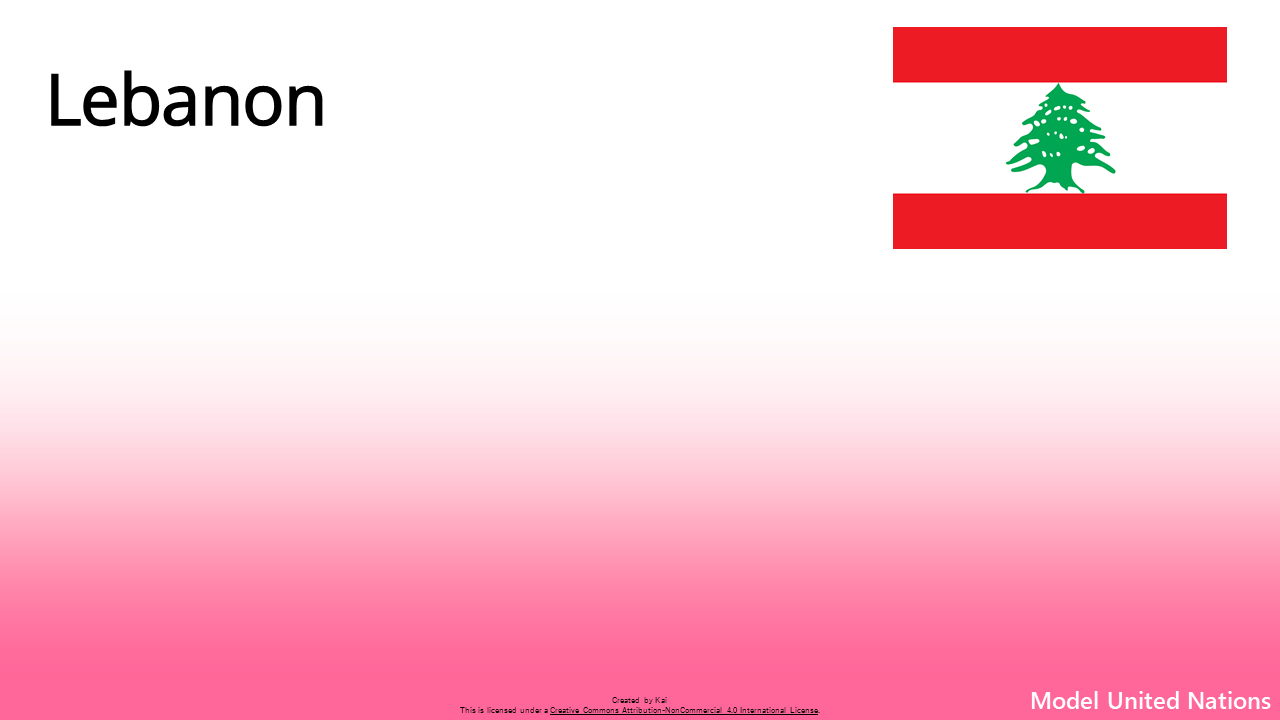 Lebanon
Created by Kai
This is licensed under a Creative Commons Attribution-NonCommercial 4.0 International License.
Model United Nations